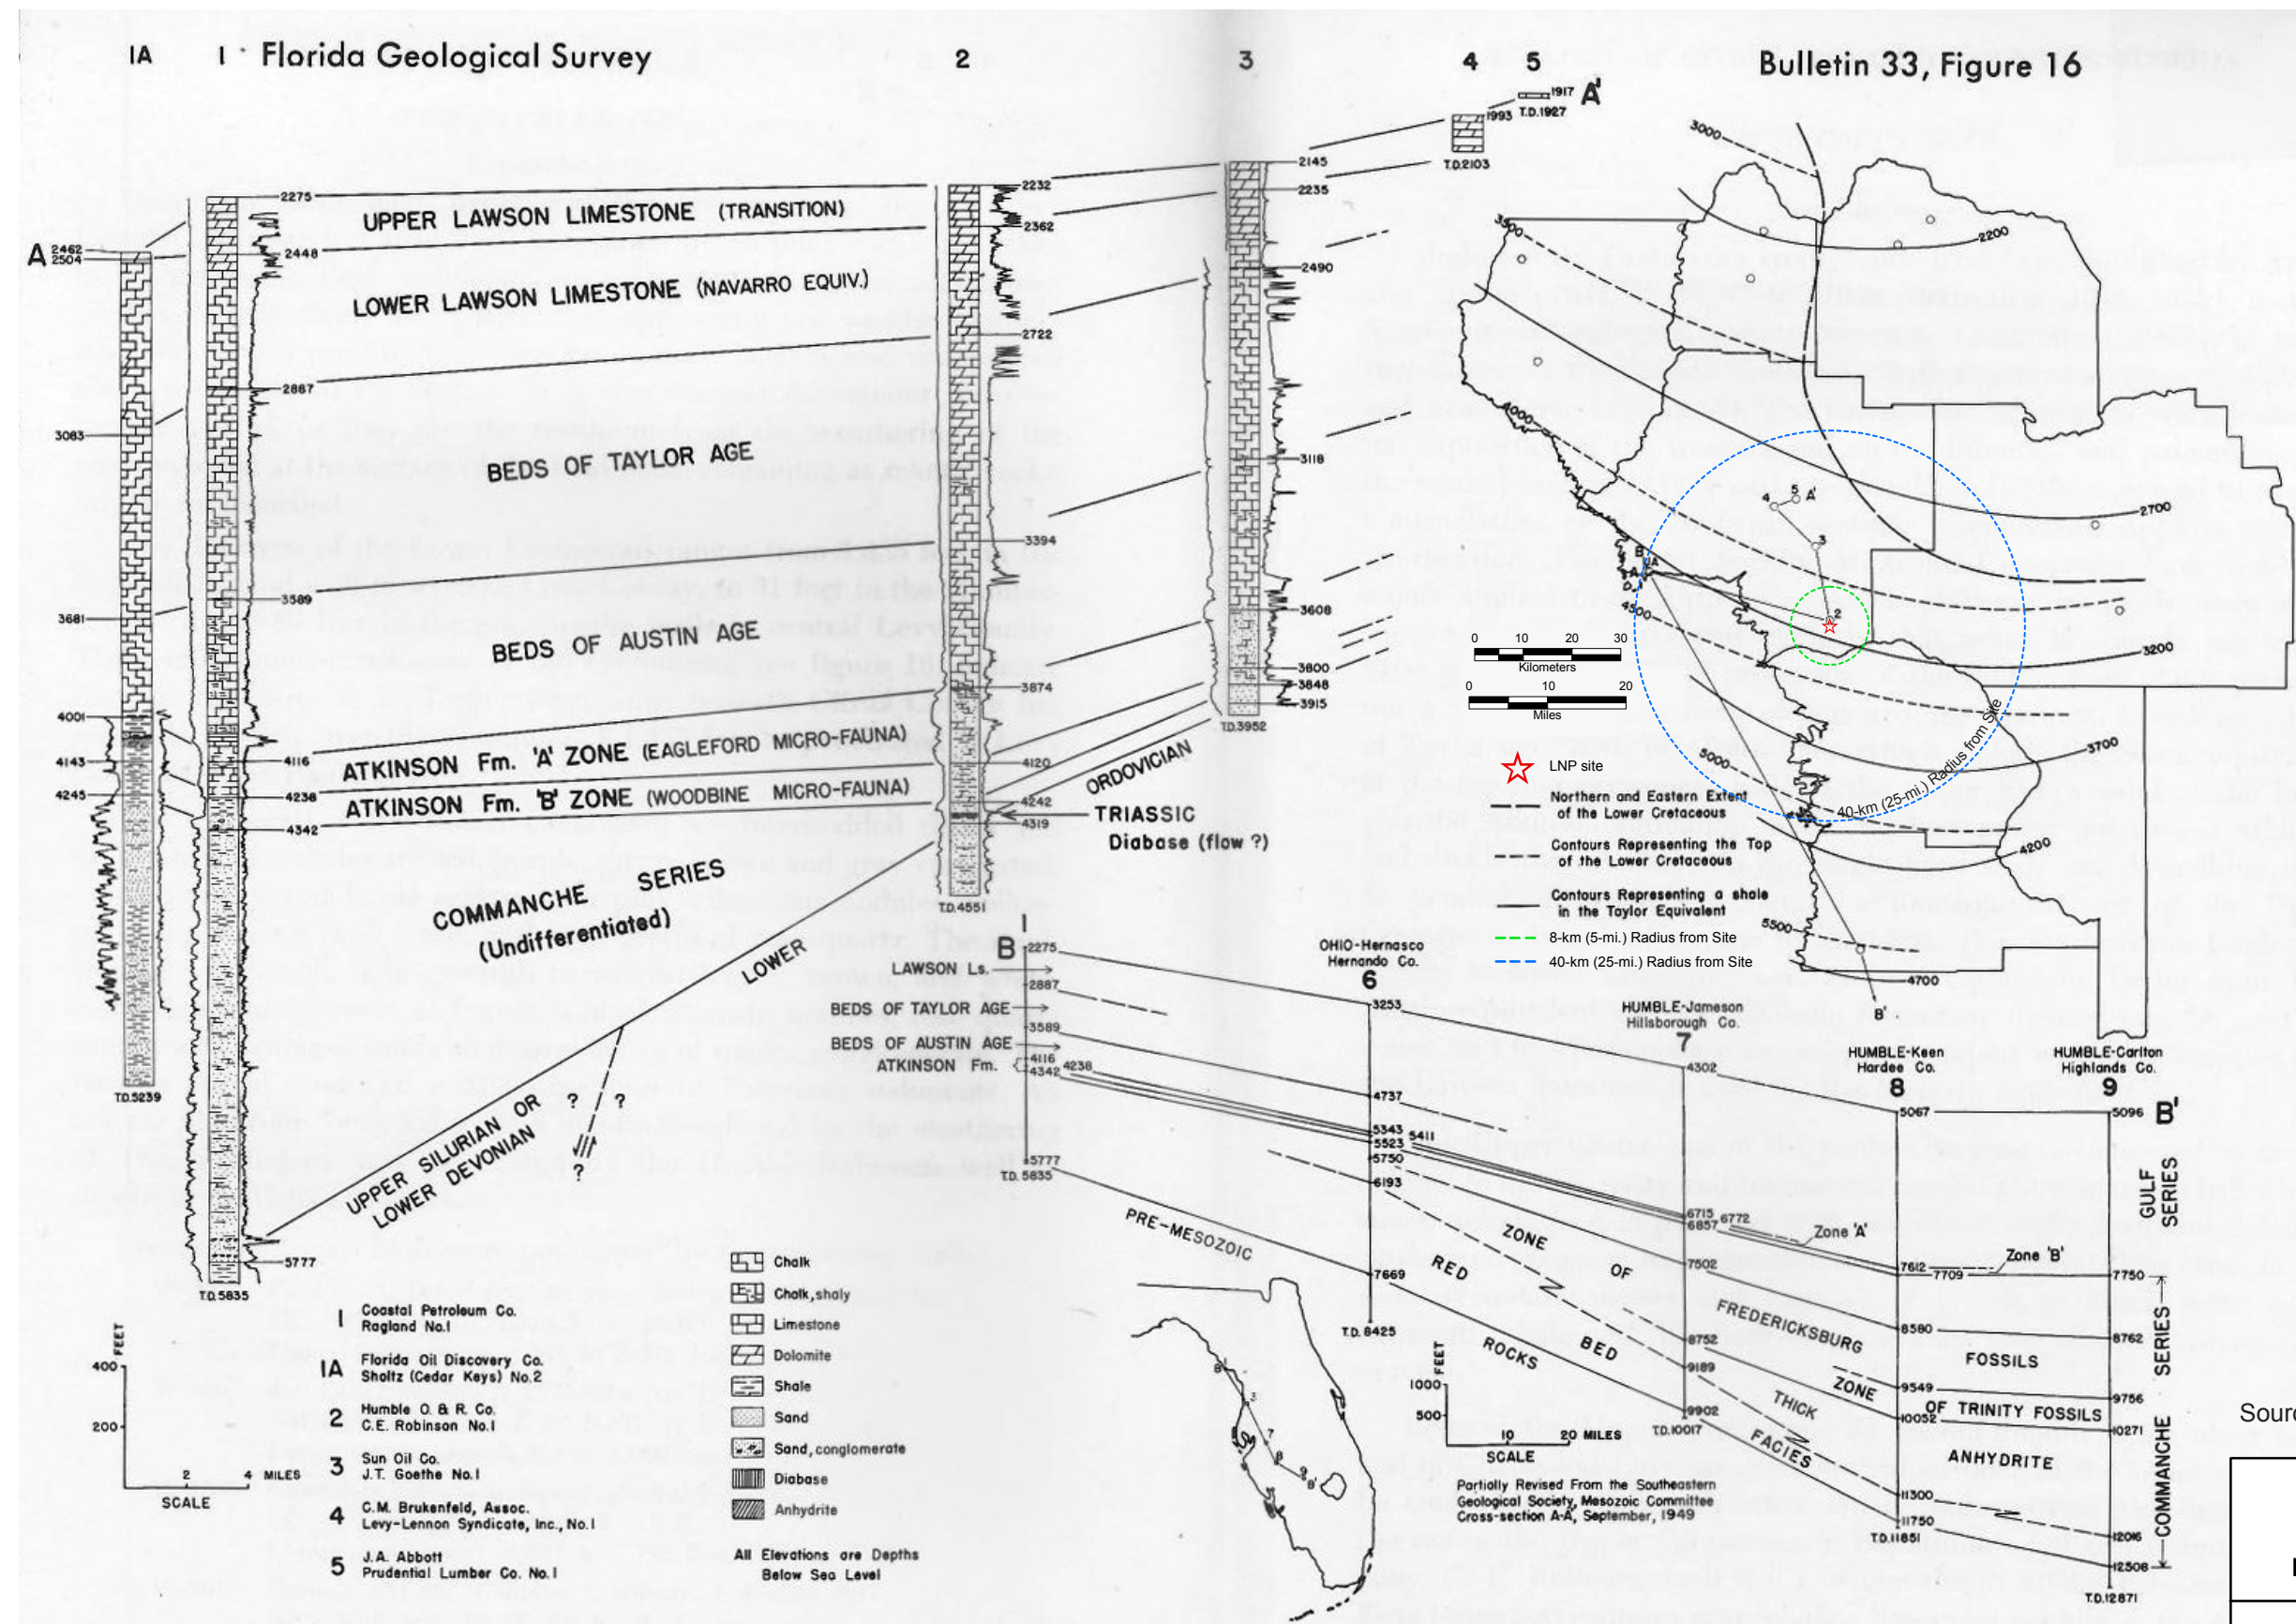 IA
1
Florida Geological Survey
2
3
4
5
Bulletin 33, Figure 16
A
2462
2504
3083
3681
4001
4143
4245
T.D.5239
2275
2448
2887
3589
4116
4238
4342
5777
T.D.5835
UPPER LAWSON LIMESTONE (TRANSITION)
LOWER LAWSON LIMESTONE (NAVARRO EQUIV.)
BEDS OF TAYLOR AGE
BEDS OF AUSTIN AGE
ATKINSON Fm. 'A' ZONE (EAGLEFORD MICRO-FAUNA)
ATKINSON Fm. 'B' ZONE (WOODBINE MICRO-FAUNA)
COMMANCHE SERIES
(Undifferentiated)
UPPER SILURIAN OR
LOWER DEVONIAN
LOWER
ORDOVICIAN
?
?
?
2232
2362
2722
3394
3874
4120
4242
4319
T.D.4551
TRIASSIC
Diabase (flow ?)
2145
2235
2490
3118
3608
3800
3848
3915
T.D.3952
1993
T.D.2103
1917
T.D.1927
A'
3000
3500
2200
4000
2700
4500
3200
5000
3700
4200
5500
4700
4
5
A'
3
2
B
A
1A
B'
40-km (25-mi.) Radius from Site
0 10 20 30
Kilometers
0 10 20
Miles
LNP site
Northern and Eastern Extent
of the Lower Cretaceous
Contours Representing the Top
of the Lower Cretaceous
Contours Representing a shale
in the Taylor Equivalent
8-km (5-mi.) Radius from Site
40-km (25-mi.) Radius from Site
B
1
2275
LAWSON Ls.
2887
BEDS OF TAYLOR AGE
3589
BEDS OF AUSTIN AGE
4116
ATKINSON Fm.
4342
4238
5777
T.D. 5835
OHIO-Hernasco
Hernando Co.
6
3253
4737
5343
5411
5523
5750
6193
7669
T.D. 8425
HUMBLE-Jameson
Hillsborough Co.
7
4302
6715
6772
6857
7502
8752
9189
9902
T.D.10017
HUMBLE-Keen
Hardee Co.
8
5067
7612
7709
8580
9549
10052
11300
11750
T.D.11851
HUMBLE-Carlton
Highlands Co.
9
5096
B'
7750
8762
9756
10271
12016
12508
T.D.12871
Zone 'A'
Zone 'B'
GULF
SERIES
COMMANCHE SERIES
PRE-MESOZOIC ROCKS
RED BED THICK FACIES
ZONE OF FREDERICKSBURG FOSSILS
ZONE OF TRINITY FOSSILS
ANHYDRITE
FEET
400
200
2 4 MILES
SCALE
1 Coastal Petroleum Co.
Ragland No.1
IA Florida Oil Discovery Co.
Sholtz (Cedar Keys) No.2
2 Humble O. & R. Co.
C.E. Robinson No.1
3 Sun Oil Co.
J.T. Goethe No.1
4 C.M. Brukenfeld, Assoc.
Levy-Lennon Syndicate, Inc., No.1
5 J.A. Abbott
Prudential Lumber Co. No.1
Chalk
Chalk, shaly
Limestone
Dolomite
Shale
Sand
Sand, conglomerate
Diabase
Anhydrite
All Elevations are Depths
Below Sea Level
B
7
8
9
B'
FEET
1000
500
10 20 MILES
SCALE
Partially Revised From the Southeastern
Geological Society, Mesozoic Committee
Cross-section A-A', September, 1949